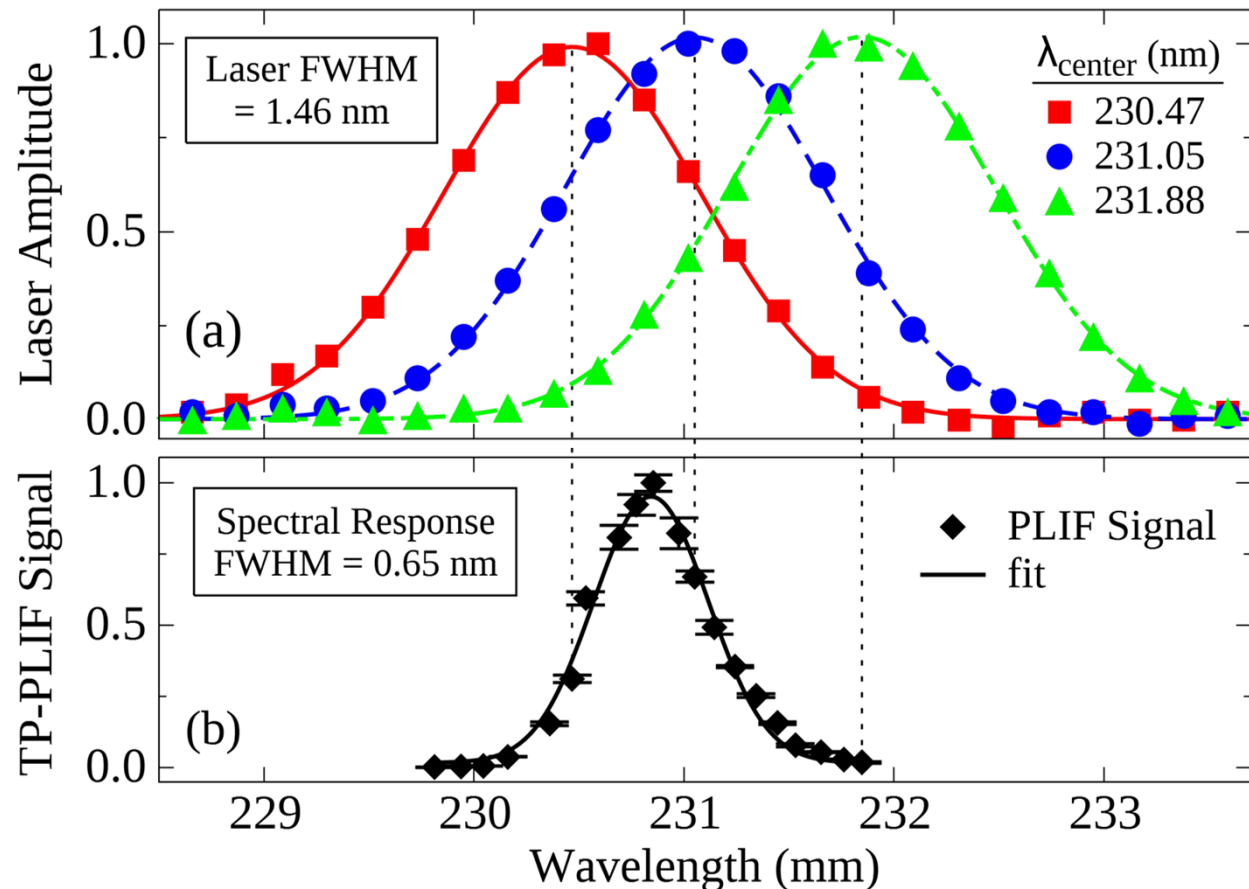 Laser Amplitude
1.0
0.5
0.0
Laser FWHM
= 1.46 nm
(a)
λcenter (nm)
230.47
231.05
231.88
TP-PLIF Signal
1.0
0.5
0.0
Spectral Response
FWHM = 0.65 nm
(b)
PLIF Signal
fit
229 230 231 232 233
Wavelength (mm)